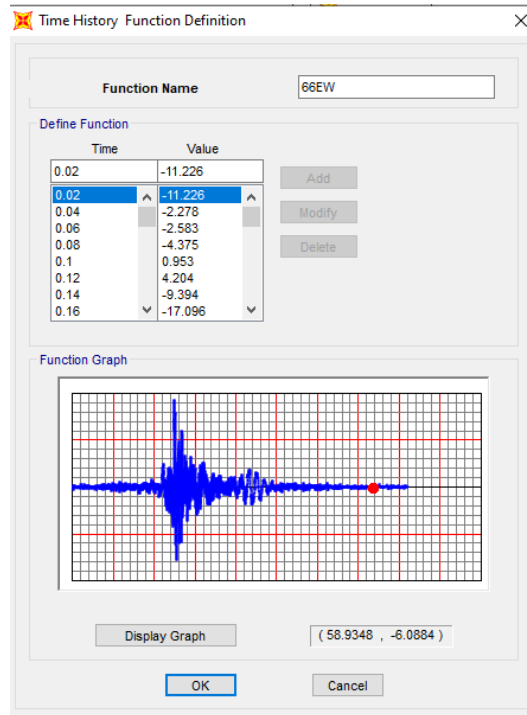 Time History Function Definition
Function Name
66EW
Define Function
Time Value
0.02 -11.226
Add
0.02 -11.226
0.04 -2.278
Modify
0.06 -2.583
0.08 -4.375
Delete
0.1 0.953
0.12 4.204
0.14 -9.394
0.16 -17.096
Function Graph
Display Graph
( 58.9348 , -6.0884 )
OK
Cancel